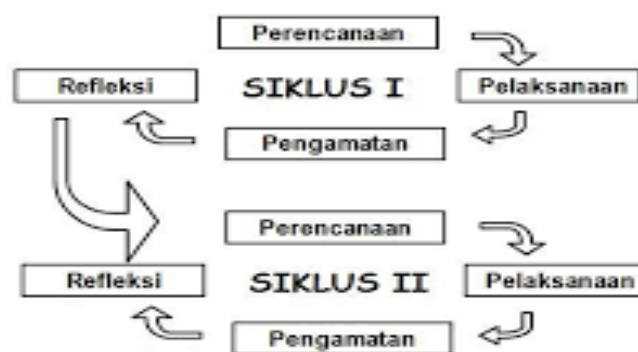 Perencanaan
Refleksi SIKLUS I Pelaksanaan
Pengamatan
Perencanaan
Refleksi SIKLUS II Pelaksanaan
Pengamatan